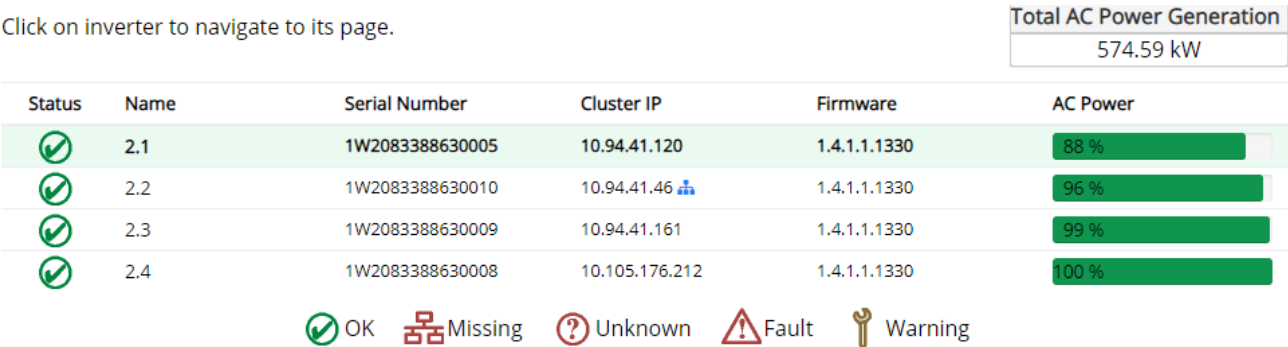 Click on inverter to navigate to its page.
Total AC Power Generation
574.59 kW
Status Name Serial Number Cluster IP Firmware AC Power
2.1 1W2083388630005 10.94.41.120 1.4.1.1.1330 88 %
2.2 1W2083388630010 10.94.41.46 1.4.1.1.1330 96 %
2.3 1W2083388630009 10.94.41.161 1.4.1.1.1330 99 %
2.4 1W2083388630008 10.105.176.212 1.4.1.1.1330 100 %
OK Missing Unknown Fault Warning